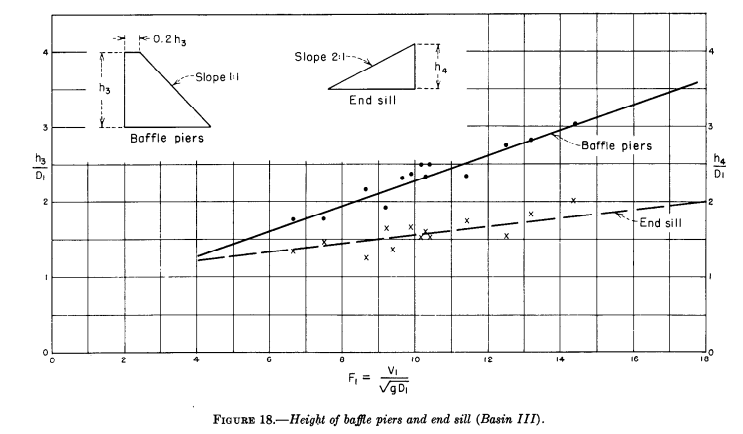 0.2 h₃
h₃
Slope 1:1
Baffle piers
Slope 2:1
h₄
End sill
4
3
2
1
0
h₃
D₁
4
3
2
1
0
h₄
D₁
Baffle piers
End sill
0 2 4 6 8 10 12 14 16 18
F₁ = V₁
√gD₁
FIGURE 18.—Height of baffle piers and end sill (Basin III).